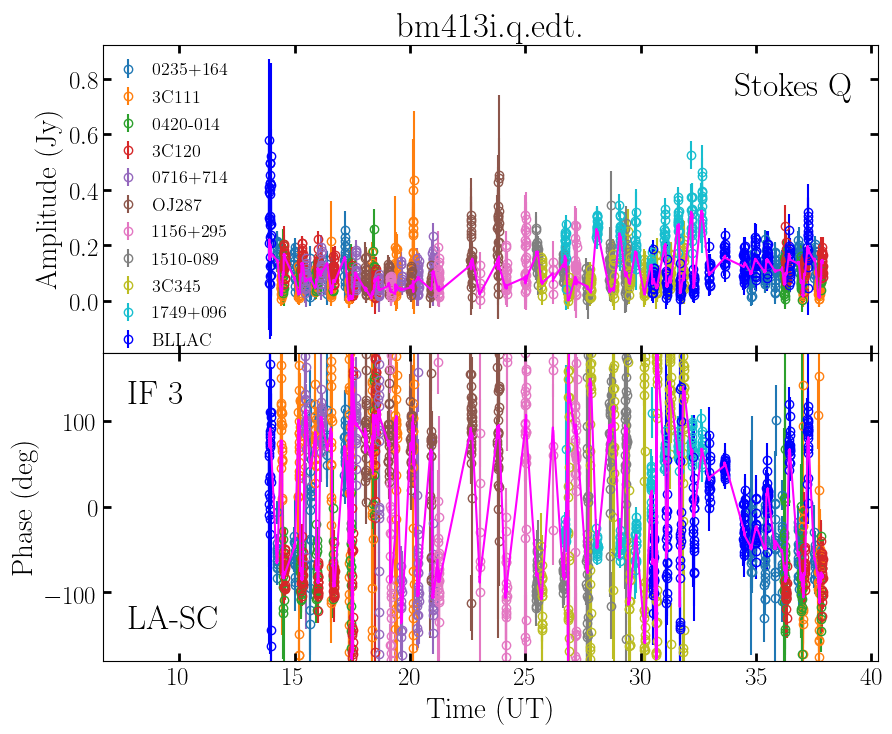 bm413i.q.edt.
Stokes Q
Amplitude (Jy)
0.8
0.6
0.4
0.2
0.0
0235+164
3C111
0420-014
3C120
0716+714
OJ287
1156+295
1510-089
3C345
1749+096
BLLAC
IF 3
LA-SC
Phase (deg)
100
0
−100
10
15
20
25
30
35
40
Time (UT)